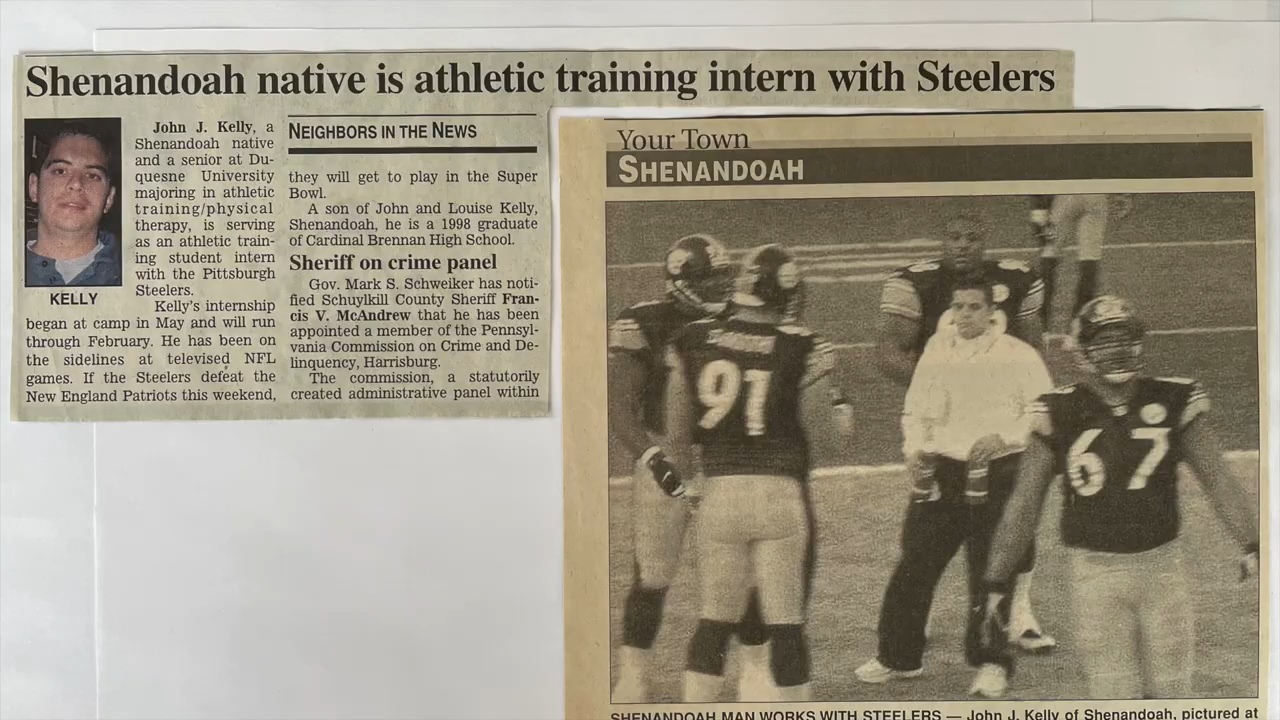 Shenandoah native is athletic training intern with Steelers
John J. Kelly, a
Shenandoah native
and a senior at Du-
quesne University
majoring in athletic
training/physical
therapy, is serving
as an athletic train-
ing student intern
with the Pittsburgh
Steelers.
KELLY
Kelly's internship
began at camp in May and will run
through February. He has been on
the sidelines at televised NFL
games. If the Steelers defeat the
New England Patriots this weekend,
NEIGHBORS IN THE NEWS
they will get to play in the Super
Bowl.
A son of John and Louise Kelly,
Shenandoah, he is a 1998 graduate
of Cardinal Brennan High School.
Sheriff on crime panel
Gov. Mark S. Schweiker has noti-
fied Schuylkill County Sheriff Fran-
cis V. McAndrew that he has been
appointed a member of the Pennsyl-
vania Commission on Crime and De-
linquency, Harrisburg.
The commission, a statutorily
created administrative panel within
Your Town
SHENANDOAH
91
67
SHENANDOAH MAN WORKS WITH STEELERS — John J. Kelly of Shenandoah, pictured at